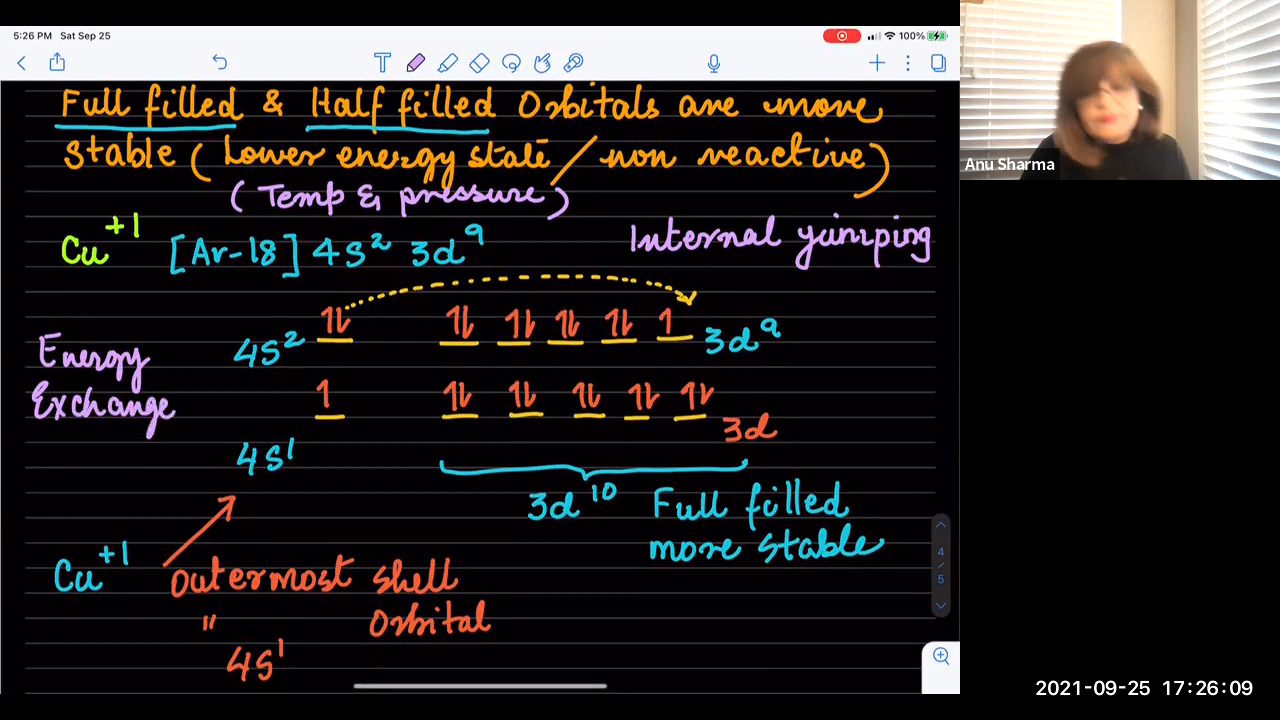 5:26 PM Sat Sep 25
100%
T
Full filled & Half filled Orbitals are more
stable ( Lower energy state / non reactive )
( Temp & pressure )
Cu+1 [Ar-18] 4s² 3d⁹
Internal jumping
4s² 3d⁹
Energy
Exchange
3d
4s¹
3d¹⁰ Full filled
more stable
Cu+1 Outermost shell
" Orbital
4s¹
4
/
5
Anu Sharma
2021-09-25 17:26:09